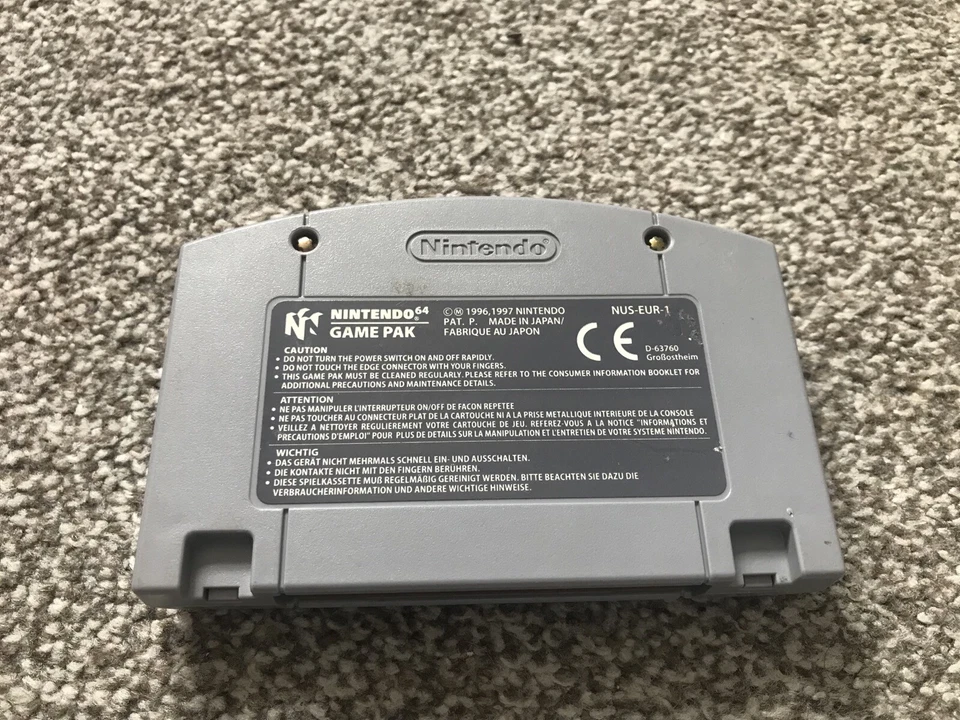 Nintendo®
NINTENDO 64
GAME PAK
©Ⓜ 1996,1997 NINTENDO
PAT. P. MADE IN JAPAN/
FABRIQUE AU JAPON
NUS-EUR-1
CE
D-63760
Großostheim
CAUTION
• DO NOT TURN THE POWER SWITCH ON AND OFF RAPIDLY.
• DO NOT TOUCH THE EDGE CONNECTOR WITH YOUR FINGERS.
• THIS GAME PAK MUST BE CLEANED REGULARLY. PLEASE REFER TO THE CONSUMER INFORMATION BOOKLET FOR
ADDITIONAL PRECAUTIONS AND MAINTENANCE DETAILS.
ATTENTION
• NE PAS MANIPULER L'INTERRUPTEUR ON/OFF DE FACON REPETEE
• NE PAS TOUCHER AU CONNECTEUR PLAT DE LA CARTOUCHE NI A LA PRISE METALLIQUE INTERIEURE DE LA CONSOLE
• VEILLEZ A NETTOYER REGULIEREMENT VOTRE CARTOUCHE DE JEU. REFEREZ-VOUS A LA NOTICE "INFORMATIONS ET
PRECAUTIONS D'EMPLOI" POUR PLUS DE DETAILS SUR LA MANIPULATION ET L'ENTRETIEN DE VOTRE SYSTEME NINTENDO.
WICHTIG
• DAS GERÄT NICHT MEHRMALS SCHNELL EIN- UND AUSSCHALTEN.
• DIE KONTAKTE NICHT MIT DEN FINGERN BERÜHREN.
• DIESE SPIELKASSETTE MUß REGELMÄßIG GEREINIGT WERDEN. BITTE BEACHTEN SIE DAZU DIE
VERBRAUCHERINFORMATION UND ANDERE WICHTIGE HINWEISE.